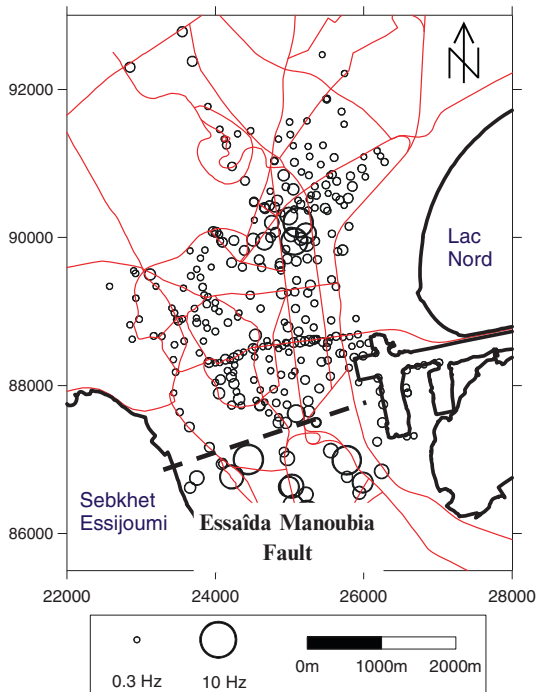 N
92000
90000
88000
86000
Lac
Nord
Sebkhet
Essijoumi
Essaîda Manoubia
Fault
22000 24000 26000 28000
0.3 Hz 10 Hz 0m 1000m 2000m